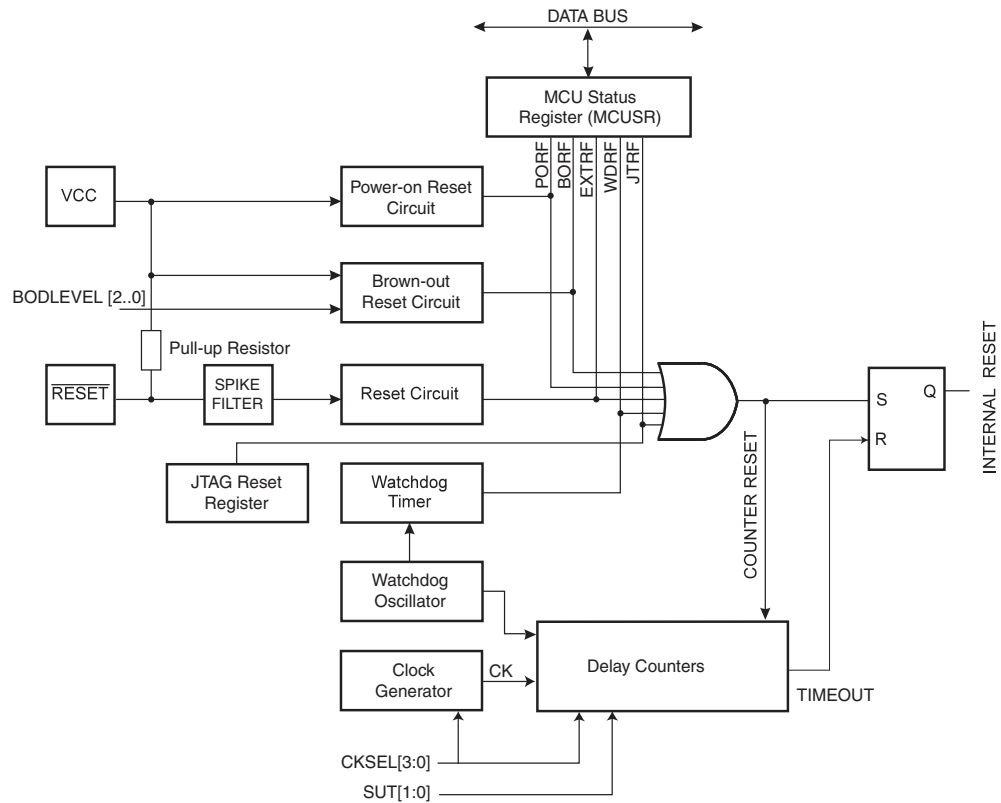 DATA BUS
MCU Status
Register (MCUSR)
PORF
BORF
EXTRF
WDRF
JTRF
VCC
Power-on Reset
Circuit
Brown-out
Reset Circuit
BODLEVEL [2..0]
Pull-up Resistor
RESET
SPIKE
FILTER
Reset Circuit
JTAG Reset
Register
Watchdog
Timer
Watchdog
Oscillator
Clock
Generator
CK
Delay Counters
COUNTER RESET
S
R
Q
INTERNAL RESET
TIMEOUT
CKSEL[3:0]
SUT[1:0]